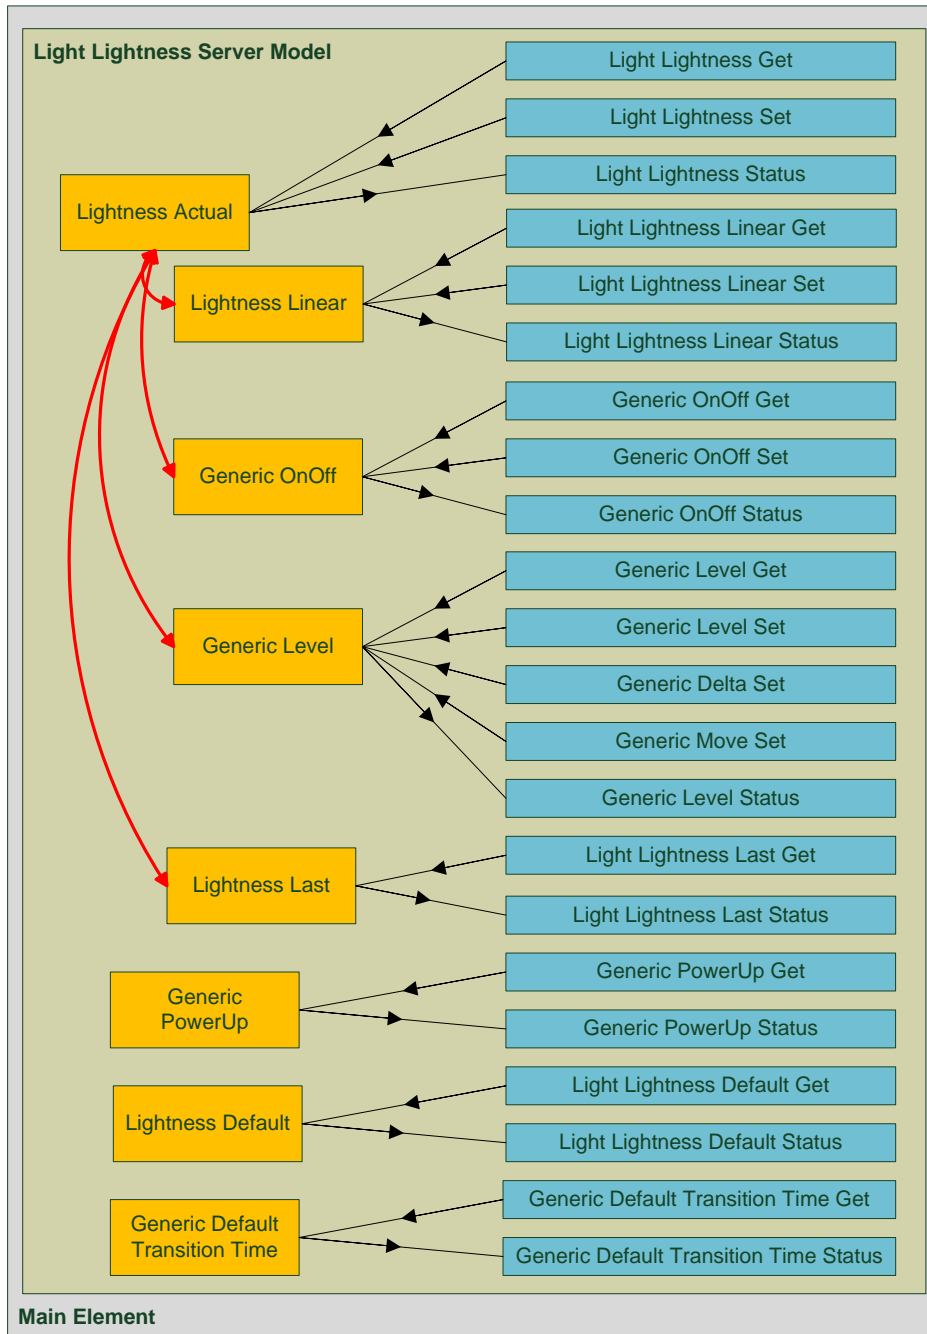 Light Lightness Server Model
Light Lightness Get
Light Lightness Set
Light Lightness Status
Lightness Actual
Light Lightness Linear Get
Light Lightness Linear Set
Light Lightness Linear Status
Lightness Linear
Generic OnOff Get
Generic OnOff Set
Generic OnOff Status
Generic OnOff
Generic Level Get
Generic Level Set
Generic Delta Set
Generic Move Set
Generic Level Status
Generic Level
Light Lightness Last Get
Light Lightness Last Status
Lightness Last
Generic PowerUp Get
Generic PowerUp Status
Generic
PowerUp
Light Lightness Default Get
Light Lightness Default Status
Lightness Default
Generic Default Transition Time Get
Generic Default Transition Time Status
Generic Default
Transition Time
Main Element